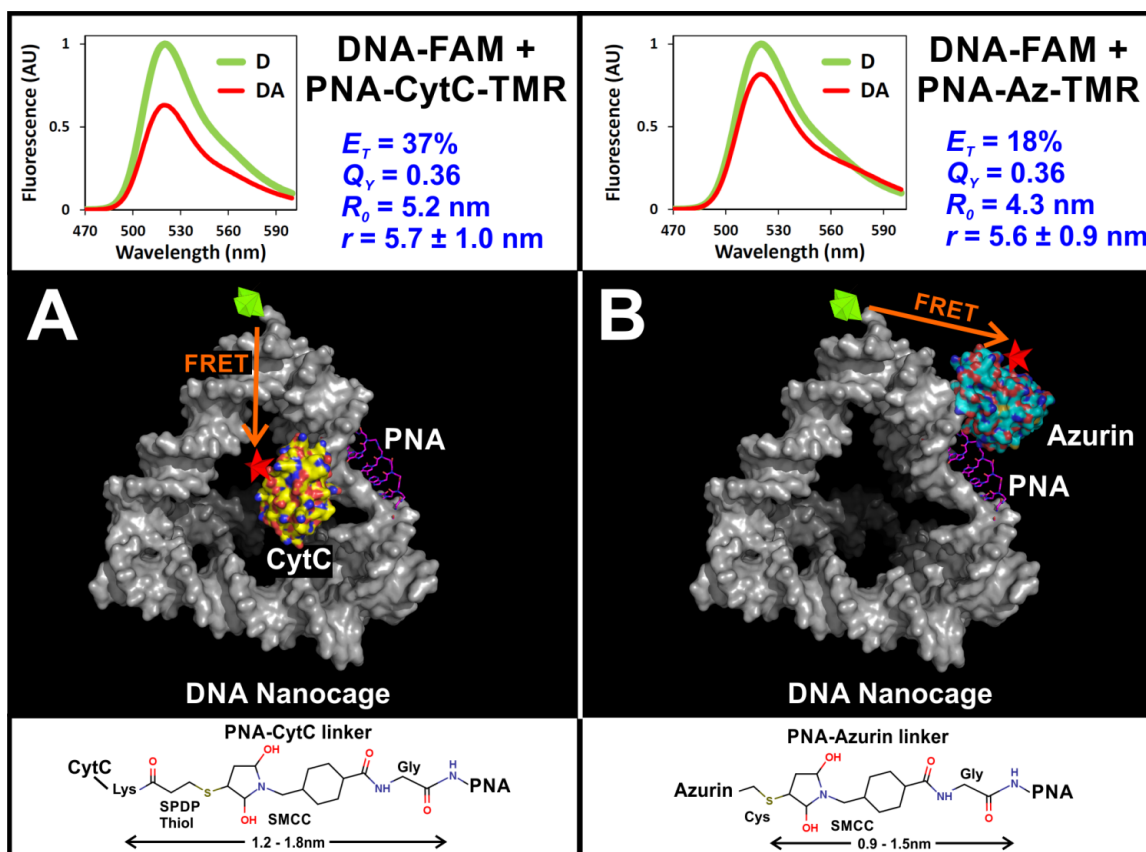 Fluorescence (AU)
1
0.5
0
470 500 530 560 590
Wavelength (nm)
D
DA
DNA-FAM +
PNA-CytC-TMR
E_T = 37%
Q_Y = 0.36
R_0 = 5.2 nm
r = 5.7 ± 1.0 nm
Fluorescence (AU)
1
0.5
0
470 500 530 560 590
Wavelength (nm)
D
DA
DNA-FAM +
PNA-Az-TMR
E_T = 18%
Q_Y = 0.36
R_0 = 4.3 nm
r = 5.6 ± 0.9 nm
A
FRET
PNA
CytC
DNA Nanocage
B
FRET
Azurin
PNA
DNA Nanocage
PNA-CytC linker
CytC
Lys
O
SPDP
Thiol
S
OH
N
OH
SMCC
O
NH
Gly
O
H
N
PNA
1.2 - 1.8nm
PNA-Azurin linker
Azurin
S
Cys
OH
N
OH
SMCC
O
NH
Gly
O
H
N
PNA
0.9 - 1.5nm